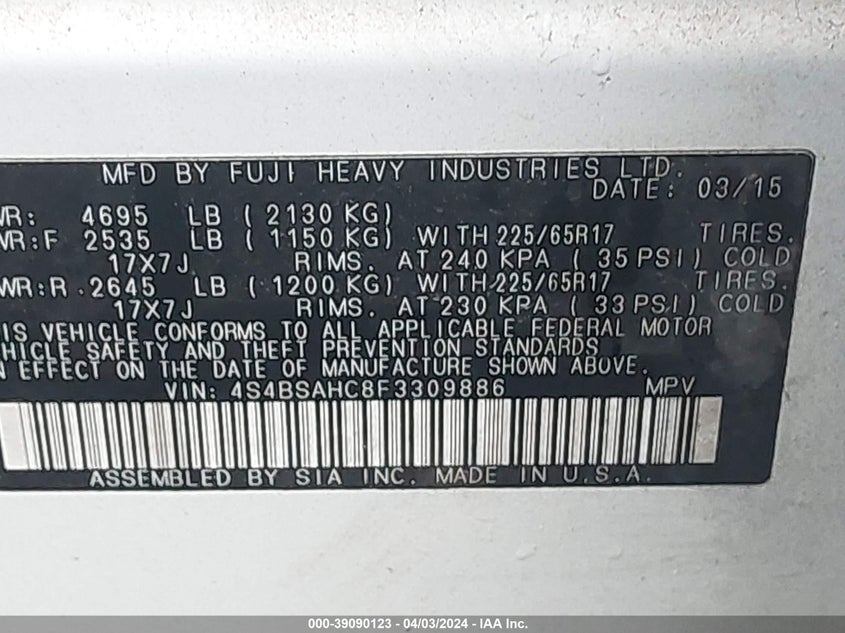 MFD BY FUJI HEAVY INDUSTRIES LTD.
DATE: 03/15
WR: 4695 LB ( 2130 KG)
WR:F 2535 LB ( 1150 KG) WITH 225/65R17 TIRES.
17X7J RIMS. AT 240 KPA ( 35 PSI) COLD
WR:R 2645 LB ( 1200 KG) WITH 225/65R17 TIRES.
17X7J RIMS. AT 230 KPA ( 33 PSI) COLD
IS VEHICLE CONFORMS TO ALL APPLICABLE FEDERAL MOTOR
EHICLE SAFETY AND THEFT PREVENTION STANDARDS
N EFFECT ON THE DATE OF MANUFACTURE SHOWN ABOVE.
VIN: 4S4BSAHC8F3309886 MPV
ASSEMBLED BY SIA INC. MADE IN U.S.A.
000-39090123 - 04/03/2024 - IAA Inc.